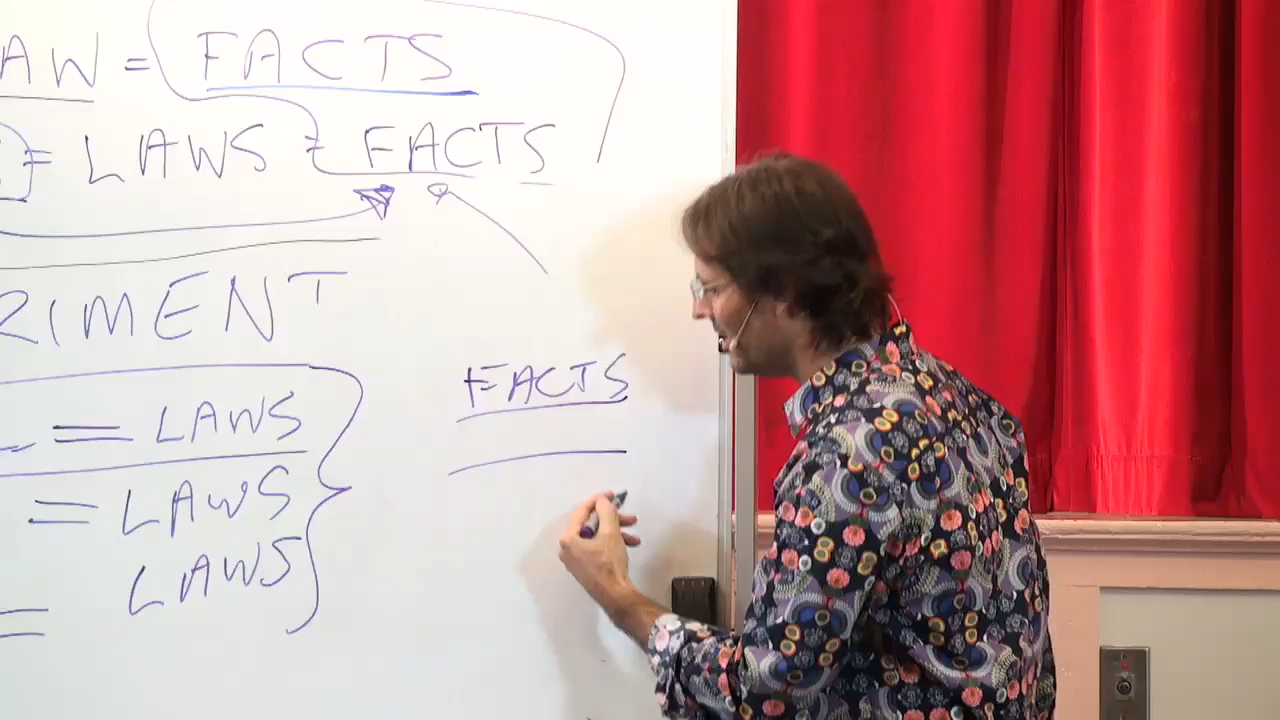 AW = FACTS
= LAWS = FACTS
RIMENT
FACTS
= LAWS
= LAWS
= LAWS